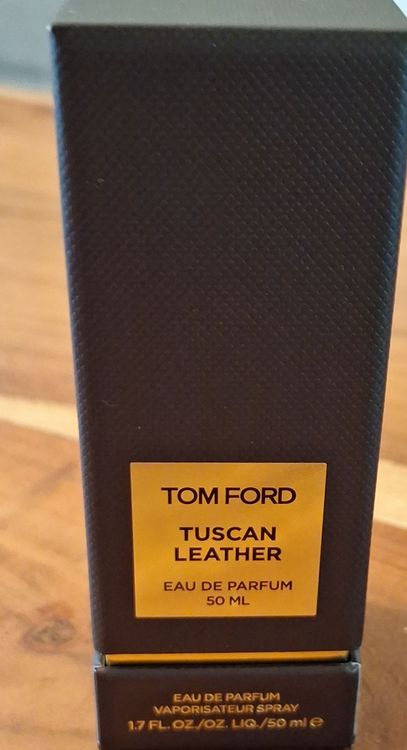 TOM FORD
TUSCAN
LEATHER
EAU DE PARFUM
50 ML
EAU DE PARFUM
VAPORISATEUR SPRAY
1.7 FL. OZ./OZ. LIQ./50 ml ℮